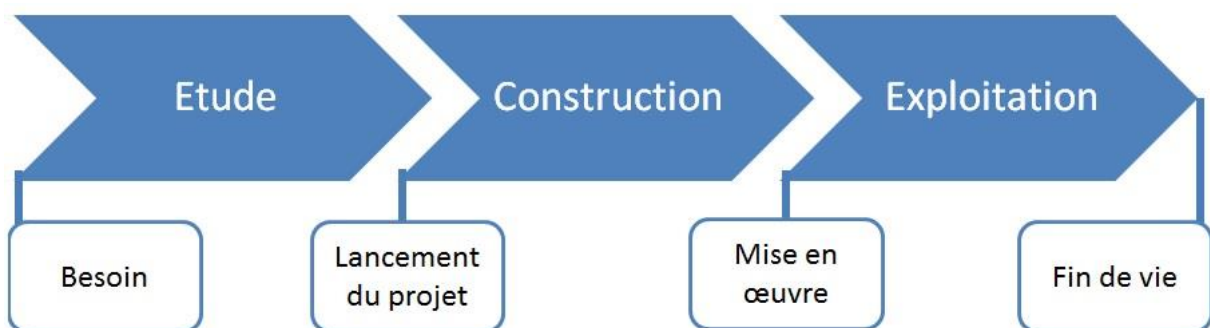 Etude
Construction
Exploitation
Besoin
Lancement
du projet
Mise en
œuvre
Fin de vie